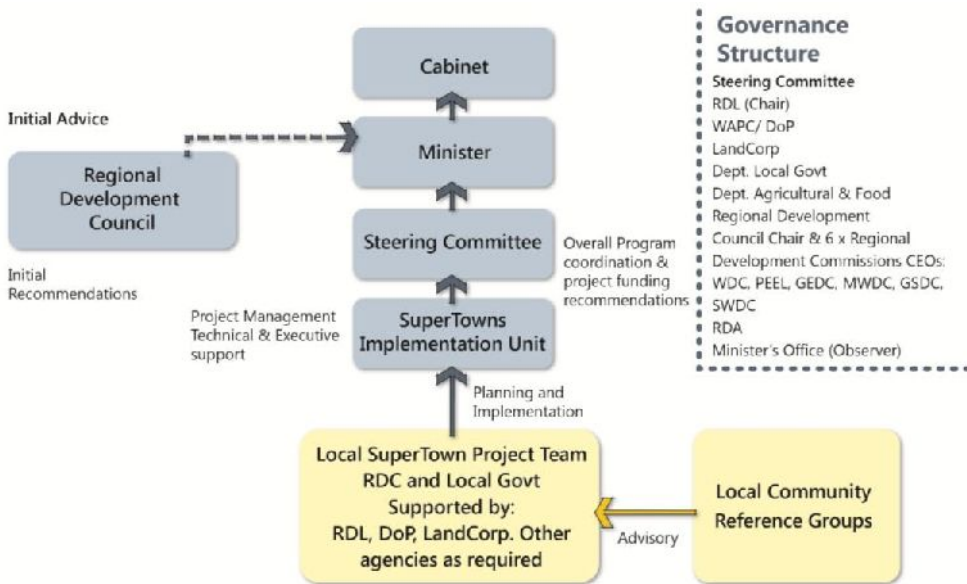 Cabinet
Initial Advice
Minister
Regional
Development
Council
Steering Committee
Overall Program
coordination &
project funding
recommendations
Initial
Recommendations
Project Management
Technical & Executive
support
SuperTowns
Implementation Unit
Planning and
Implementation
Local SuperTown Project Team
RDC and Local Govt
Supported by:
RDL, DoP, LandCorp. Other
agencies as required
Advisory
Local Community
Reference Groups
Governance
Structure
Steering Committee
RDL (Chair)
WAPC/ DoP
LandCorp
Dept. Local Govt
Dept. Agricultural & Food
Regional Development
Council Chair & 6 x Regional
Development Commissions CEOs:
WDC, PEEL, GEDC, MWDC, GSDC,
SWDC
RDA
Minister's Office (Observer)